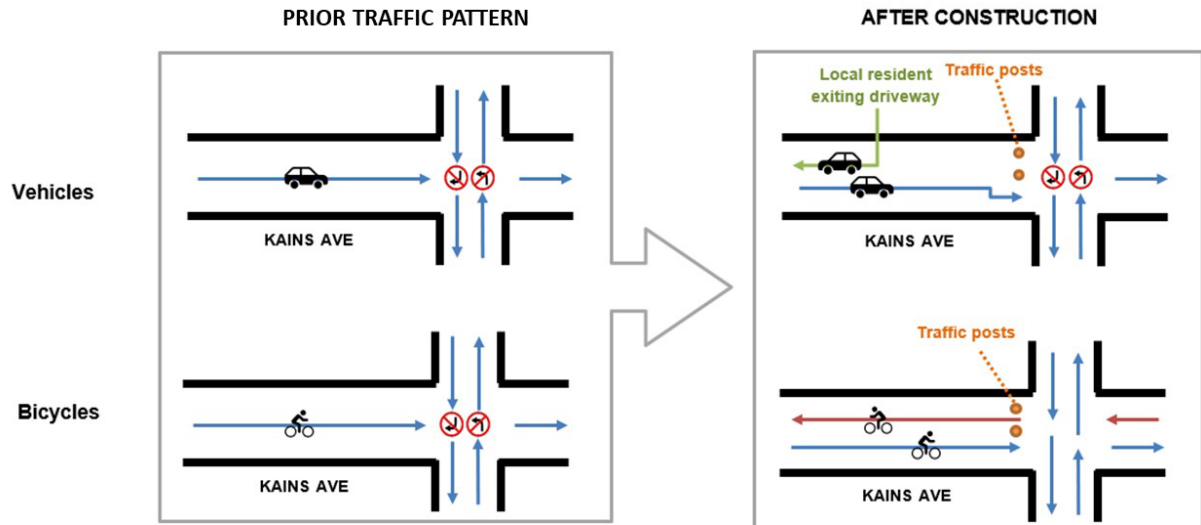 PRIOR TRAFFIC PATTERN
AFTER CONSTRUCTION
Vehicles
KAINS AVE
Local resident
exiting driveway
Traffic posts
KAINS AVE
Bicycles
KAINS AVE
Traffic posts
KAINS AVE